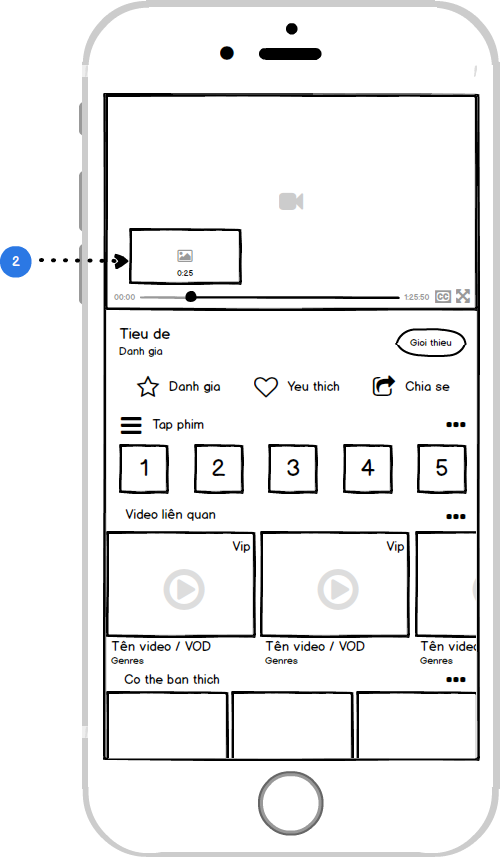 2
0:25
00:00 1:25:50 CC
Tieu de
Danh gia
Gioi thieu
Danh gia Yeu thich Chia se
Tap phim
1 2 3 4 5
Video liên quan
Vip Vip
Tên video / VOD Tên video / VOD Tên video
Genres Genres Genres
Co the ban thich